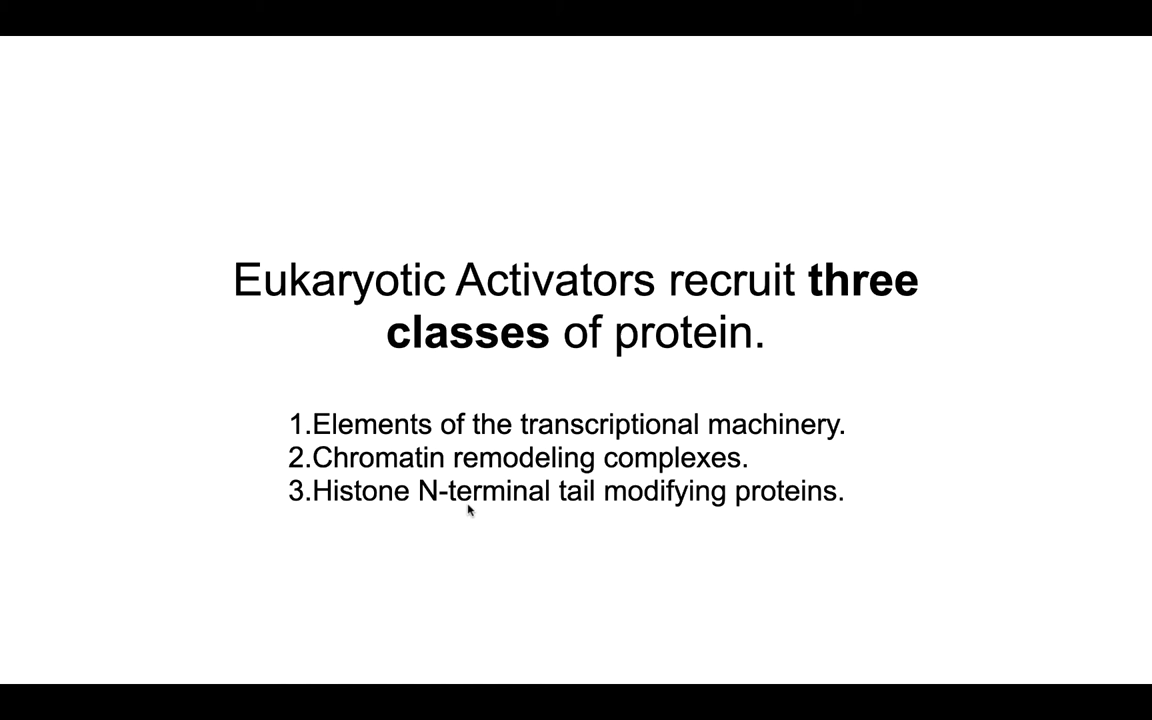 Eukaryotic Activators recruit three
classes of protein.
1.Elements of the transcriptional machinery.
2.Chromatin remodeling complexes.
3.Histone N-terminal tail modifying proteins.